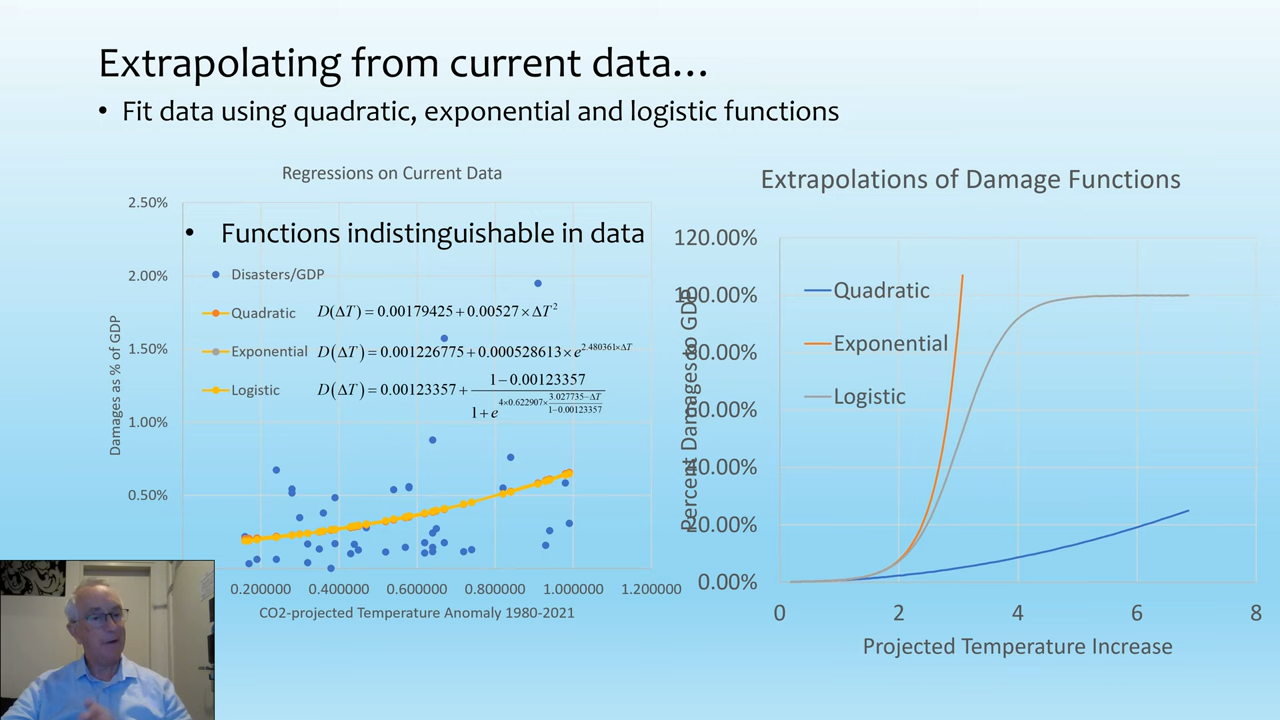 Extrapolating from current data…
• Fit data using quadratic, exponential and logistic functions
Regressions on Current Data
2.50%
2.00%
1.50%
1.00%
0.50%
Damages as % of GDP
• Functions indistinguishable in data
Disasters/GDP
Quadratic D(ΔT) = 0.00179425 + 0.00527 × ΔT²
Exponential D(ΔT) = 0.001226775 + 0.000528613 × e^2.480361×ΔT
Logistic D(ΔT) = 0.00123357 + (1 − 0.00123357) / (1 + e^(4×0.622907×(3.027735−ΔT)/(1−0.00123357)))
0.200000 0.400000 0.600000 0.800000 1.000000 1.200000
CO2-projected Temperature Anomaly 1980-2021
Extrapolations of Damage Functions
120.00%
100.00%
80.00%
60.00%
40.00%
20.00%
0.00%
Percent Damages to GDP
Quadratic
Exponential
Logistic
0 2 4 6 8
Projected Temperature Increase